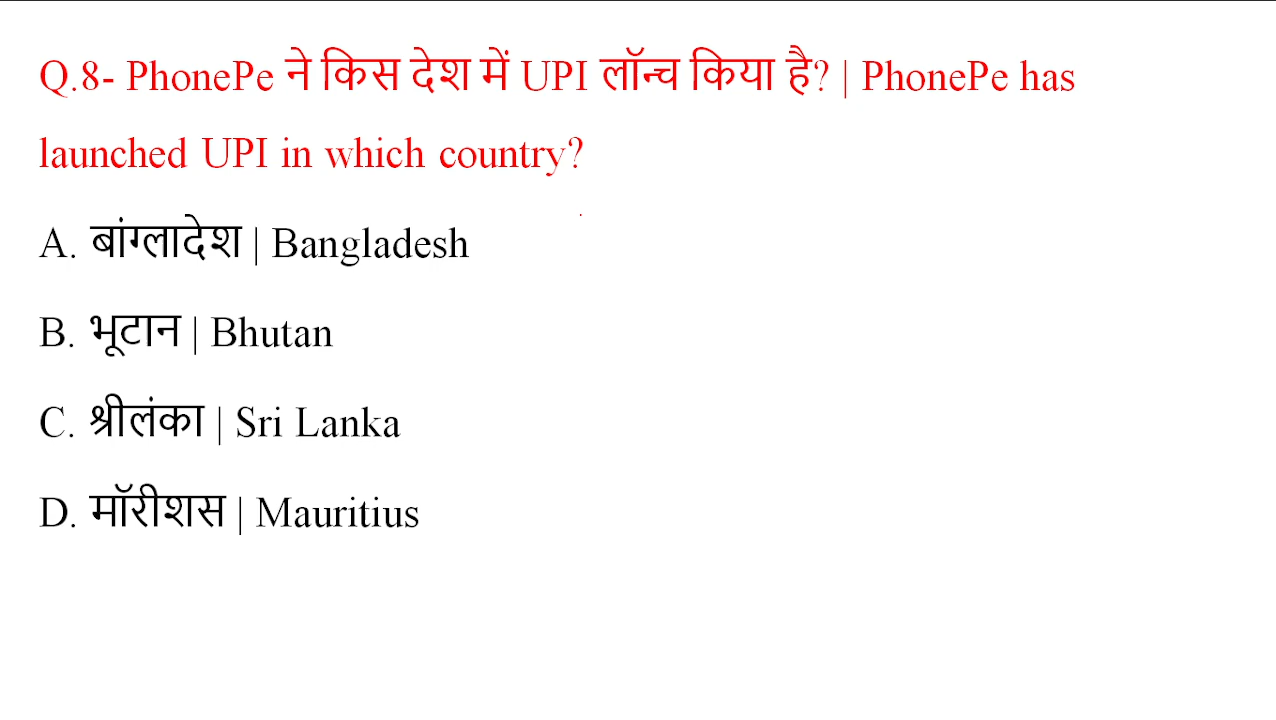 Q.8- PhonePe ने किस देश में UPI लॉन्च किया है? | PhonePe has
launched UPI in which country?
A. बांग्लादेश | Bangladesh
B. भूटान | Bhutan
C. श्रीलंका | Sri Lanka
D. मॉरीशस | Mauritius